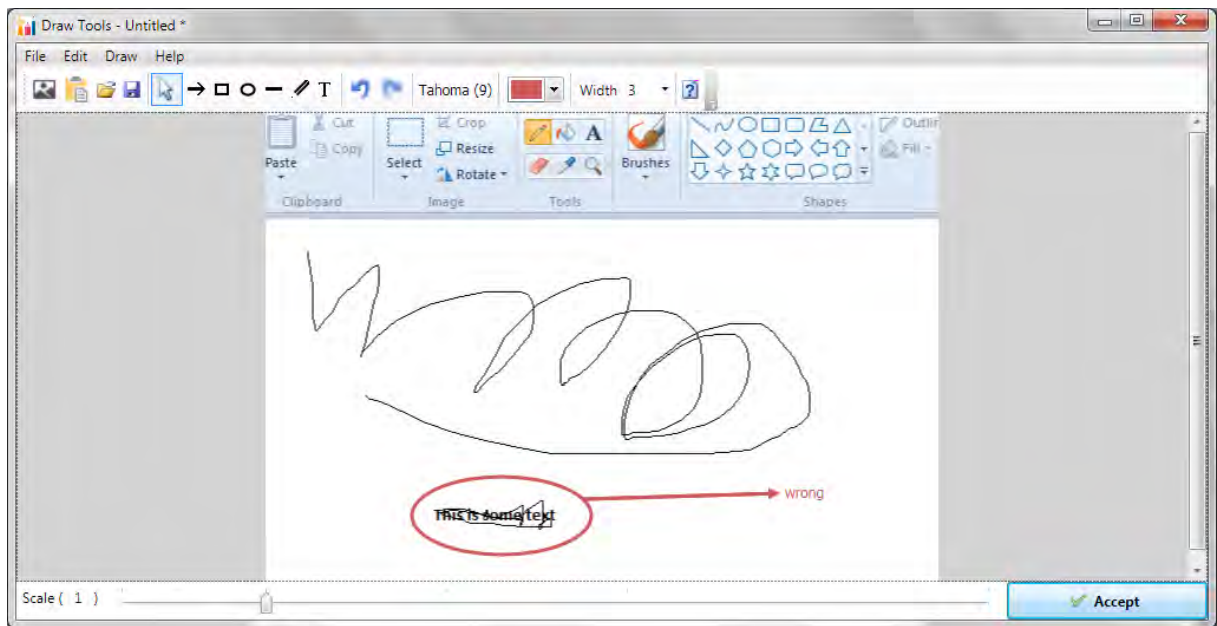 Draw Tools - Untitled *
File Edit Draw Help
T Tahoma (9) Width 3
Cut Crop A Outlin
Copy Resize Fill
Paste Select Rotate Brushes
Clipboard Image Tools Shapes
wrong
This is some text
Scale ( 1 ) Accept